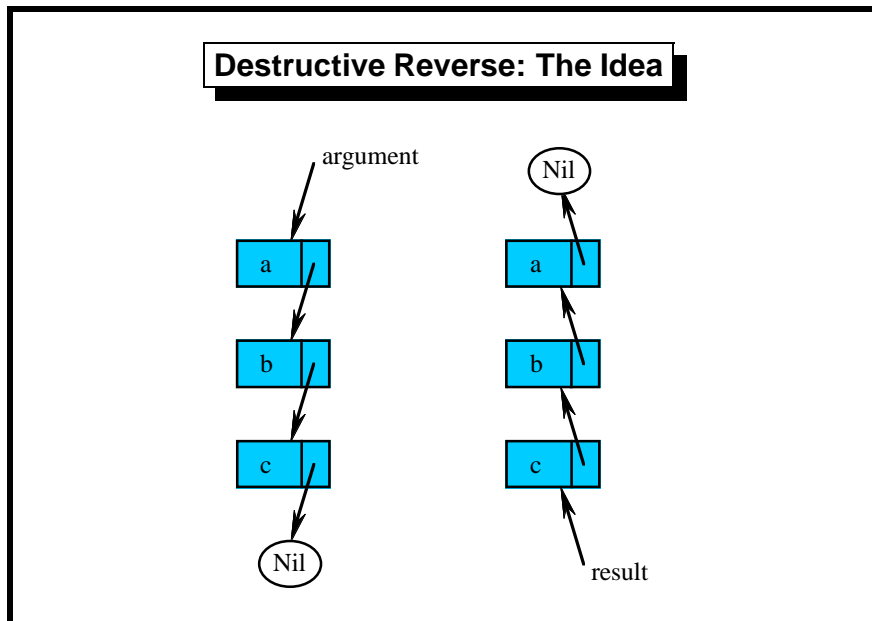 Destructive Reverse: The Idea
argument
a
b
c
Nil
Nil
a
b
c
result